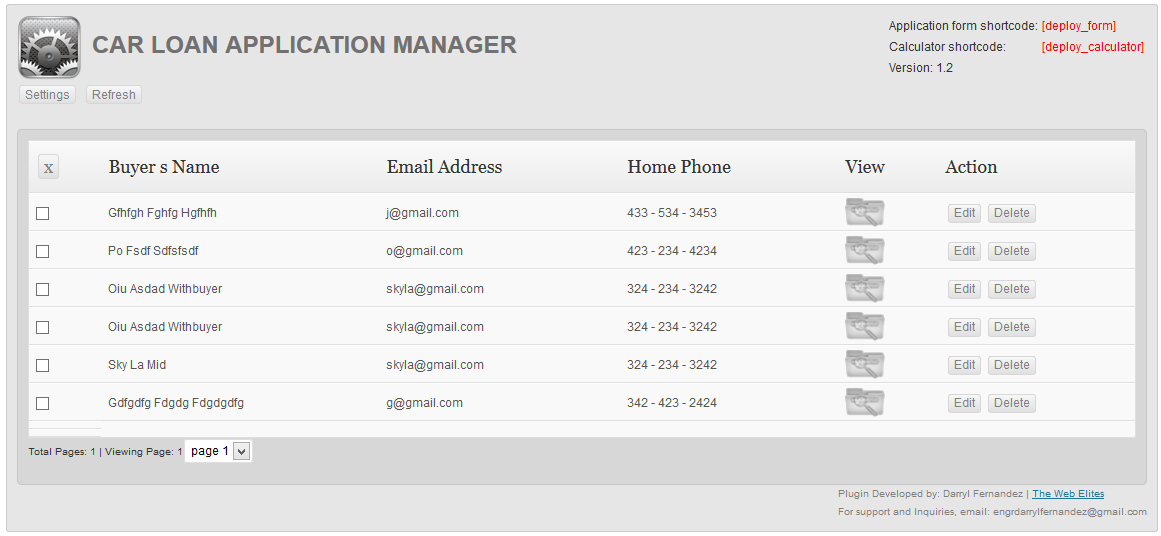 CAR LOAN APPLICATION MANAGER
Application form shortcode: [deploy_form]
Calculator shortcode: [deploy_calculator]
Version: 1.2
Settings Refresh
x Buyer s Name Email Address Home Phone View Action
Gfhfgh Fghfg Hgfhfh j@gmail.com 433 - 534 - 3453 Edit Delete
Po Fsdf Sdfsfsdf o@gmail.com 423 - 234 - 4234 Edit Delete
Oiu Asdad Withbuyer skyla@gmail.com 324 - 234 - 3242 Edit Delete
Oiu Asdad Withbuyer skyla@gmail.com 324 - 234 - 3242 Edit Delete
Sky La Mid skyla@gmail.com 324 - 234 - 3242 Edit Delete
Gdfgdfg Fdgdg Fdgdgdfg g@gmail.com 342 - 423 - 2424 Edit Delete
Total Pages: 1 | Viewing Page: 1 page 1
Plugin Developed by: Darryl Fernandez | The Web Elites
For support and Inquiries, email: engrdarrylfernandez@gmail.com